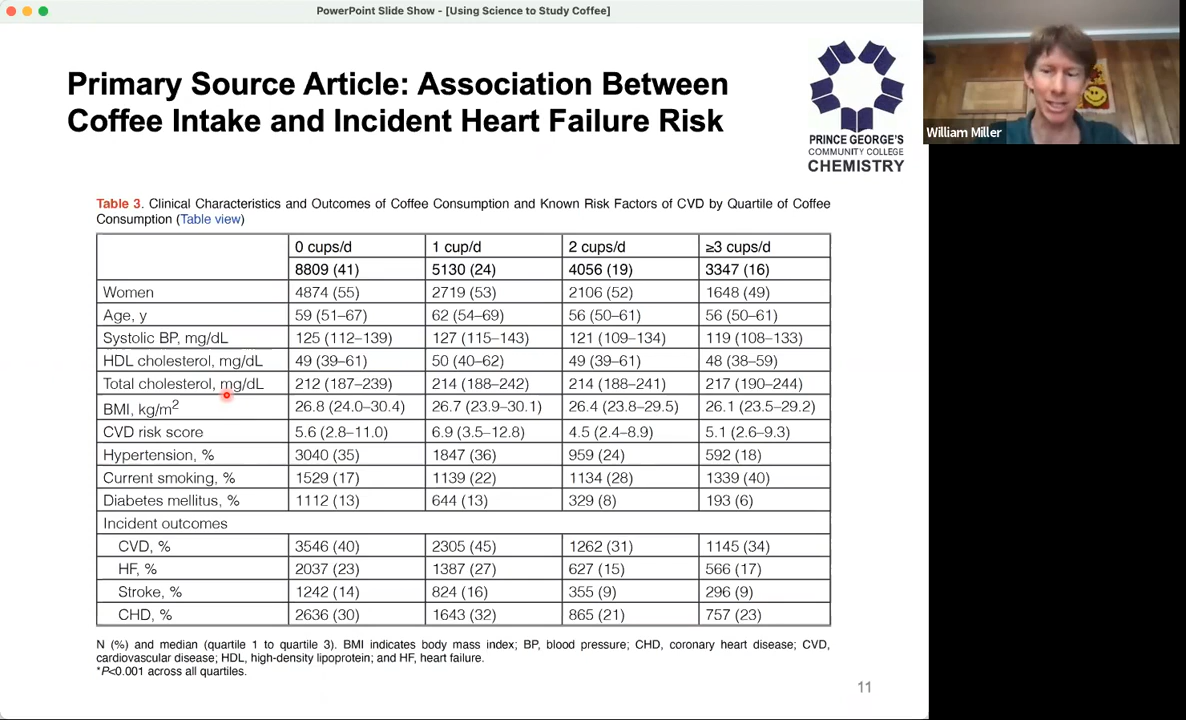 PowerPoint Slide Show - [Using Science to Study Coffee]
Primary Source Article: Association Between
Coffee Intake and Incident Heart Failure Risk
PRINCE GEORGE'S
COMMUNITY COLLEGE
CHEMISTRY
William Miller
Table 3. Clinical Characteristics and Outcomes of Coffee Consumption and Known Risk Factors of CVD by Quartile of Coffee
Consumption (Table view)
0 cups/d 1 cup/d 2 cups/d ≥3 cups/d
8809 (41) 5130 (24) 4056 (19) 3347 (16)
Women 4874 (55) 2719 (53) 2106 (52) 1648 (49)
Age, y 59 (51–67) 62 (54–69) 56 (50–61) 56 (50–61)
Systolic BP, mg/dL 125 (112–139) 127 (115–143) 121 (109–134) 119 (108–133)
HDL cholesterol, mg/dL 49 (39–61) 50 (40–62) 49 (39–61) 48 (38–59)
Total cholesterol, mg/dL 212 (187–239) 214 (188–242) 214 (188–241) 217 (190–244)
BMI, kg/m2 26.8 (24.0–30.4) 26.7 (23.9–30.1) 26.4 (23.8–29.5) 26.1 (23.5–29.2)
CVD risk score 5.6 (2.8–11.0) 6.9 (3.5–12.8) 4.5 (2.4–8.9) 5.1 (2.6–9.3)
Hypertension, % 3040 (35) 1847 (36) 959 (24) 592 (18)
Current smoking, % 1529 (17) 1139 (22) 1134 (28) 1339 (40)
Diabetes mellitus, % 1112 (13) 644 (13) 329 (8) 193 (6)
Incident outcomes
CVD, % 3546 (40) 2305 (45) 1262 (31) 1145 (34)
HF, % 2037 (23) 1387 (27) 627 (15) 566 (17)
Stroke, % 1242 (14) 824 (16) 355 (9) 296 (9)
CHD, % 2636 (30) 1643 (32) 865 (21) 757 (23)
N (%) and median (quartile 1 to quartile 3). BMI indicates body mass index; BP, blood pressure; CHD, coronary heart disease; CVD,
cardiovascular disease; HDL, high-density lipoprotein; and HF, heart failure.
*P<0.001 across all quartiles.
11